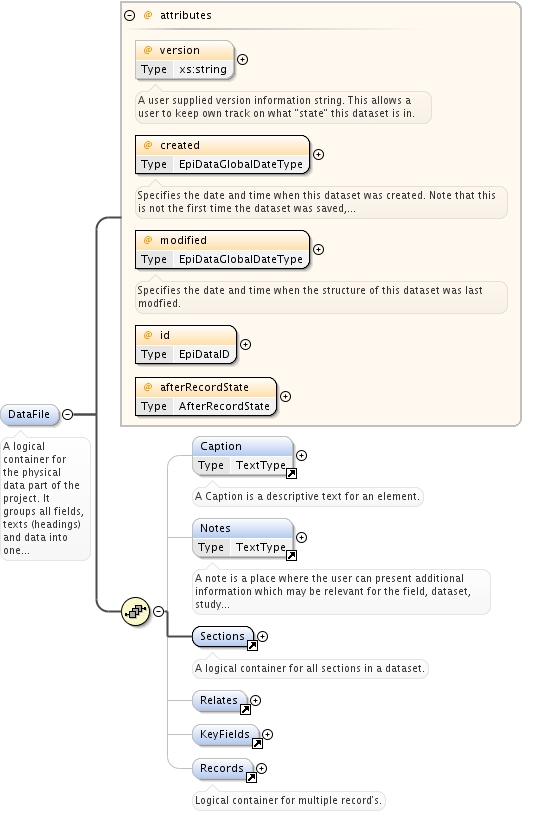 @ attributes
@ version
Type xs:string
A user supplied version information string. This allows a
user to keep own track on what "state" this dataset is in.
@ created
Type EpiDataGlobalDateType
Specifies the date and time when this dataset was created. Note that this
is not the first time the dataset was saved,...
@ modified
Type EpiDataGlobalDateType
Specifies the date and time when the structure of this dataset was last
modfied.
@ id
Type EpiDataID
@ afterRecordState
Type AfterRecordState
DataFile
A logical
container for
the physical
data part of the
project. It
groups all fields,
texts (headings)
and data into
one...
Caption
Type TextType
A Caption is a descriptive text for an element.
Notes
Type TextType
A note is a place where the user can present additional
information which may be relevant for the field, dataset,
study...
Sections
A logical container for all sections in a dataset.
Relates
KeyFields
Records
Logical container for multiple record's.